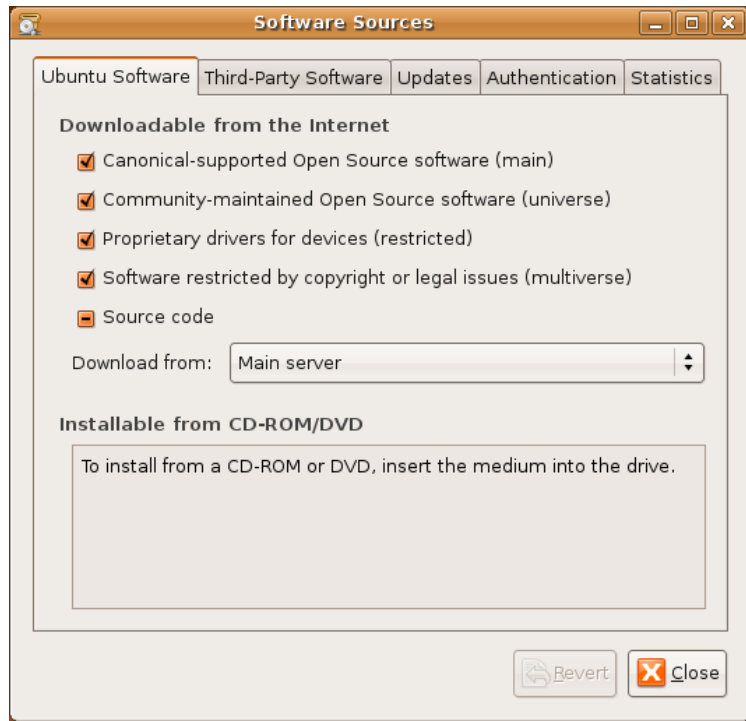 Software Sources
Ubuntu Software Third-Party Software Updates Authentication Statistics
Downloadable from the Internet
Canonical-supported Open Source software (main)
Community-maintained Open Source software (universe)
Proprietary drivers for devices (restricted)
Software restricted by copyright or legal issues (multiverse)
Source code
Download from: Main server
Installable from CD-ROM/DVD
To install from a CD-ROM or DVD, insert the medium into the drive.
Revert Close